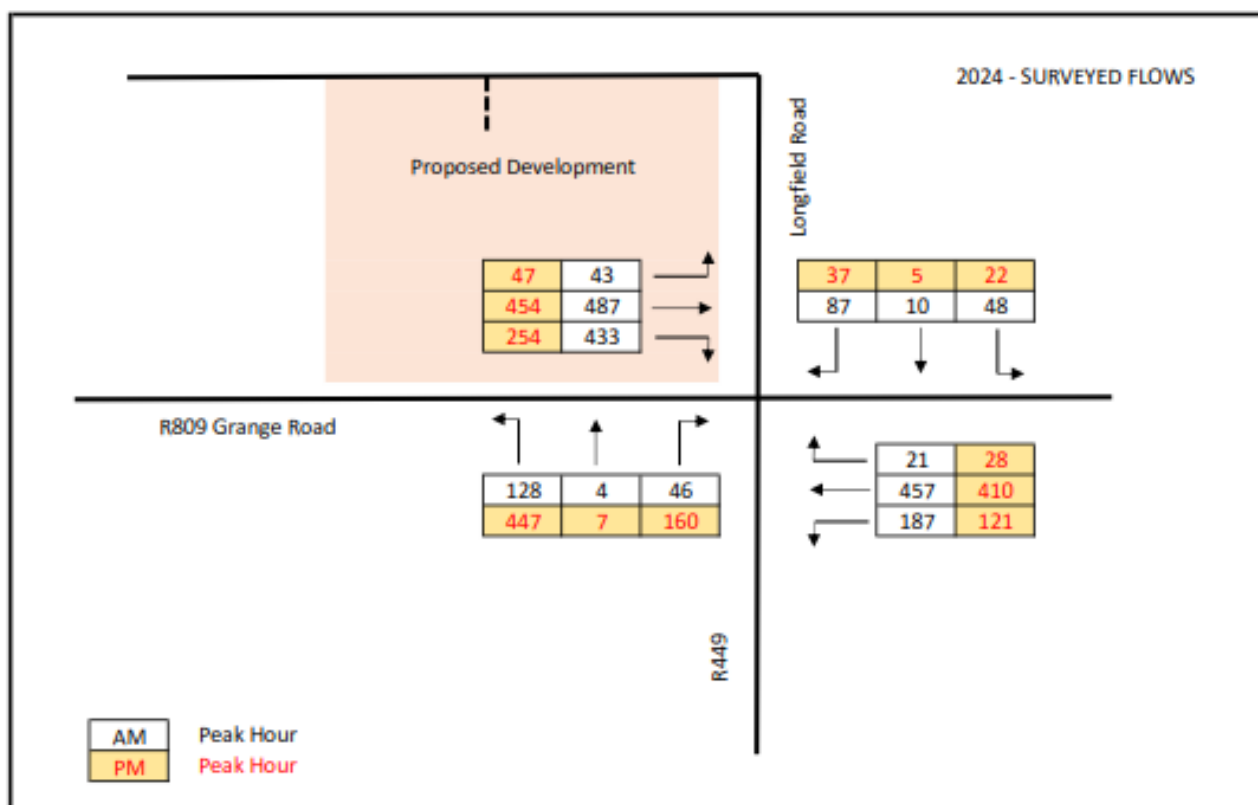 2024 - SURVEYED FLOWS
Longfield Road
Proposed Development
47 43
454 487
254 433
37 5 22
87 10 48
R809 Grange Road
128 4 46
447 7 160
21 28
457 410
187 121
R449
AM Peak Hour
PM Peak Hour